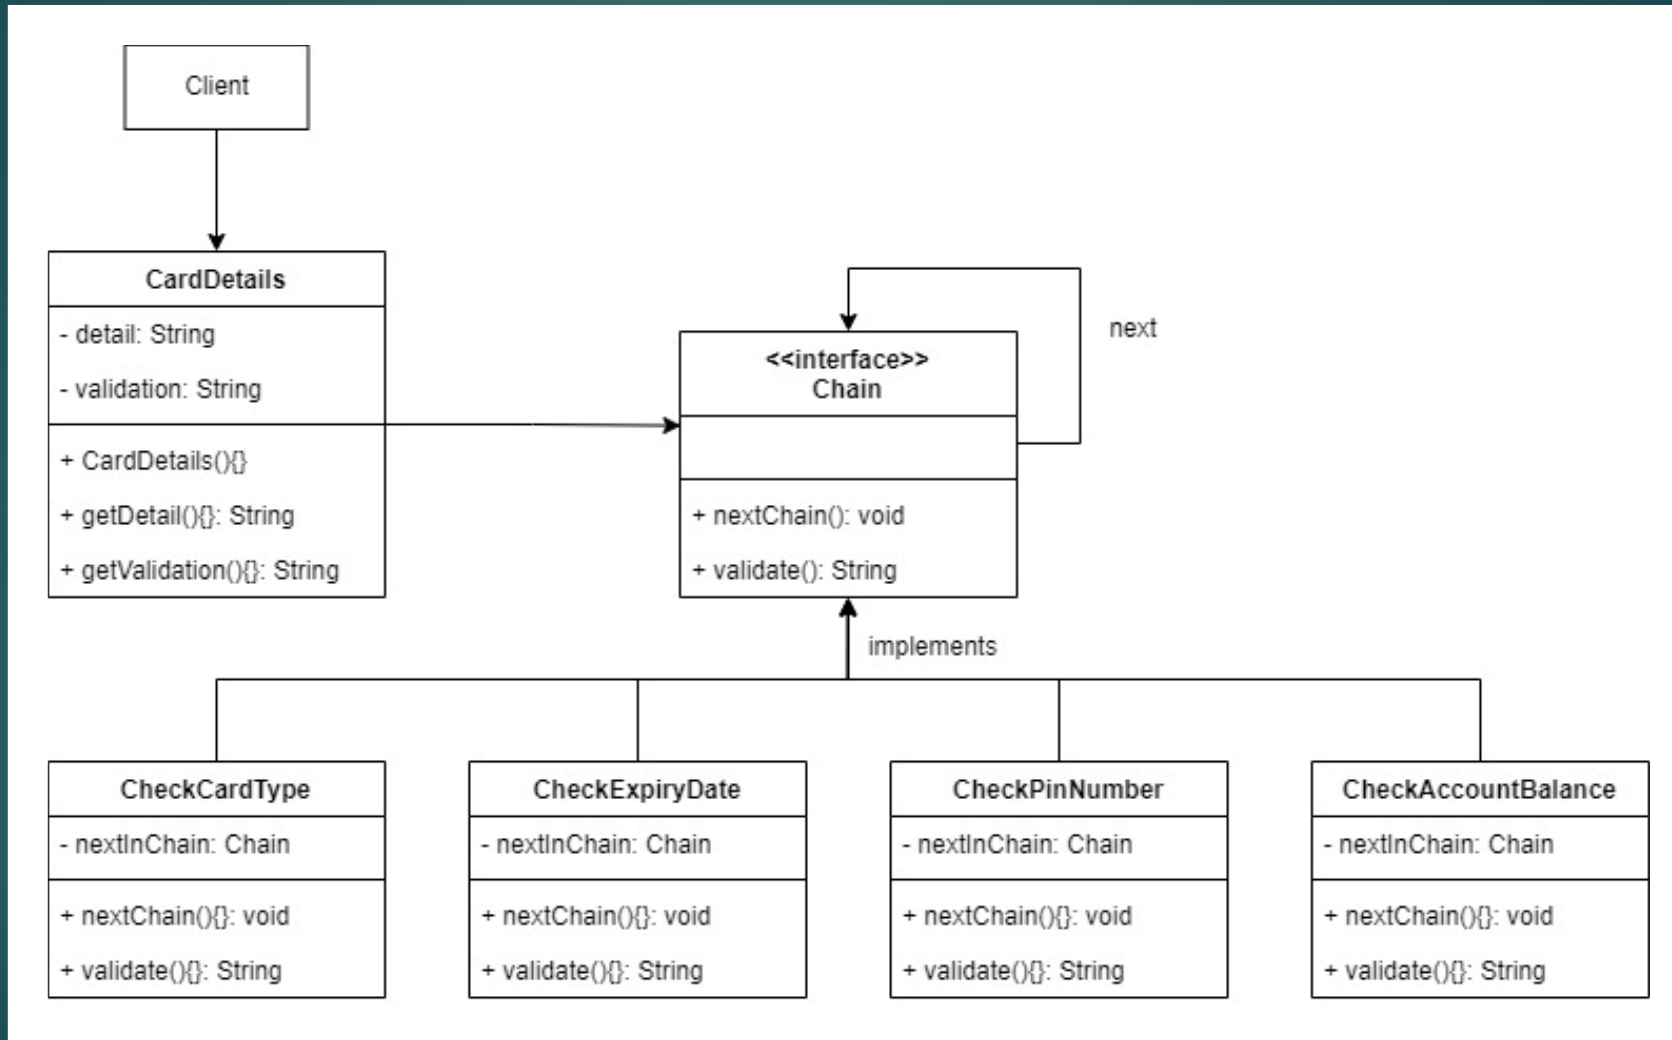 Client
CardDetails
- detail: String
- validation: String
+ CardDetails(){}
+ getDetail(){}: String
+ getValidation(){}: String
next
<<interface>>
Chain
+ nextChain(): void
+ validate(): String
implements
CheckCardType
- nextInChain: Chain
+ nextChain(){}: void
+ validate(){}: String
CheckExpiryDate
- nextInChain: Chain
+ nextChain(){}: void
+ validate(){}: String
CheckPinNumber
- nextInChain: Chain
+ nextChain(){}: void
+ validate(){}: String
CheckAccountBalance
- nextInChain: Chain
+ nextChain(){}: void
+ validate(){}: String